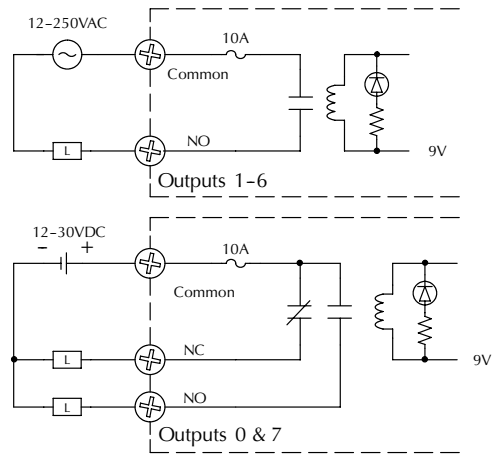 12-250VAC
10A
Common
L
NO
9V
Outputs 1-6
12-30VDC
- +
10A
Common
L
NC
9V
L
NO
Outputs 0 & 7